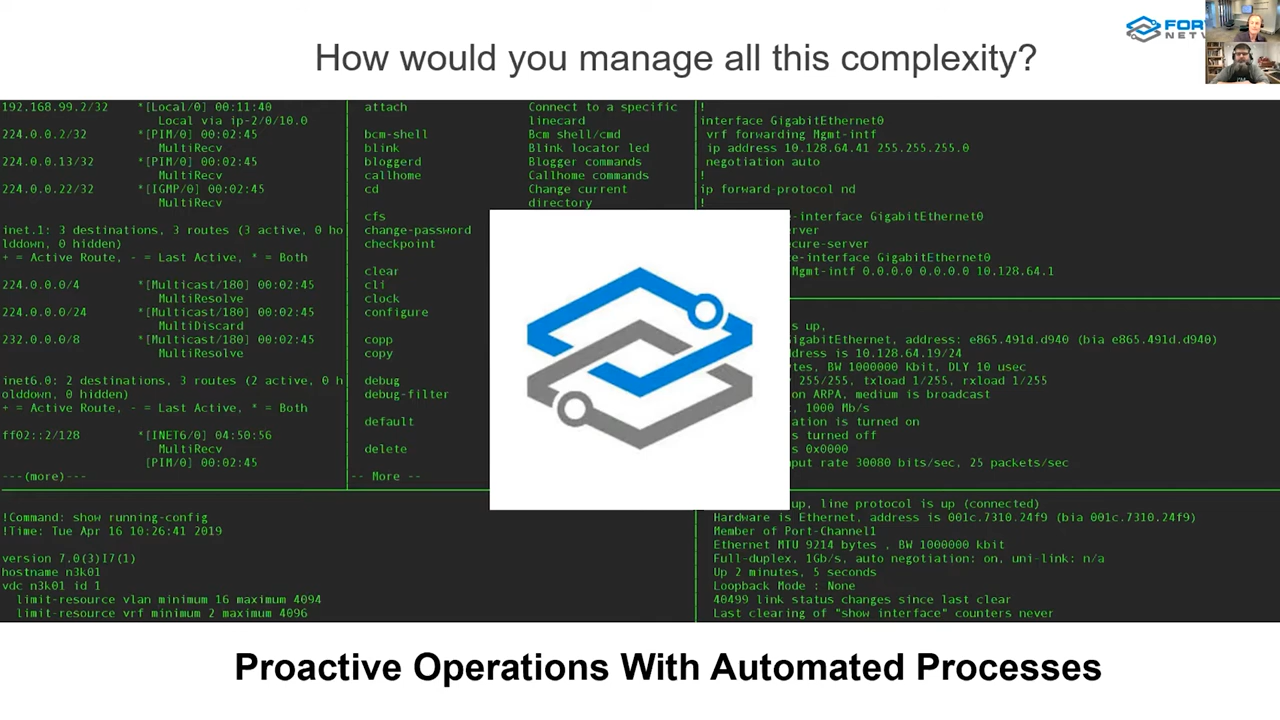 How would you manage all this complexity?
FOR
NETW
192.168.99.2/32 *[Local/0] 00:11:40
Local via ip-2/0/10.0
224.0.0.2/32 *[PIM/0] 00:02:45
MultiRecv
224.0.0.13/32 *[PIM/0] 00:02:45
MultiRecv
224.0.0.22/32 *[IGMP/0] 00:02:45
MultiRecv
inet.1: 3 destinations, 3 routes (3 active, 0 ho
lddown, 0 hidden)
+ = Active Route, - = Last Active, * = Both
224.0.0.0/4 *[Multicast/180] 00:02:45
MultiResolve
224.0.0.0/24 *[Multicast/180] 00:02:45
MultiDiscard
232.0.0.0/8 *[Multicast/180] 00:02:45
MultiResolve
inet6.0: 2 destinations, 3 routes (2 active, 0 h
olddown, 0 hidden)
+ = Active Route, - = Last Active, * = Both
ff02::2/128 *[INET6/0] 04:50:56
MultiRecv
[PIM/0] 00:02:45
MultiRecv
---(more)---
attach Connect to a specific
linecard
bcm-shell Bcm shell/cmd
blink Blink locator led
bloggerd Blogger commands
callhome Callhome commands
cd Change current
directory
cfs
change-password
checkpoint
clear
cli
clock
configure
copp
copy
debug
debug-filter
default
delete
-- More --
!
interface GigabitEthernet0
vrf forwarding Mgmt-intf
ip address 10.128.64.41 255.255.255.0
negotiation auto
!
ip forward-protocol nd
!
e-interface GigabitEthernet0
erver
ecure-server
e-interface GigabitEthernet0
Mgmt-intf 0.0.0.0 0.0.0.0 10.128.64.1
s up,
igabitEthernet, address: e865.491d.d940 (bia e865.491d.d940)
dress is 10.128.64.19/24
ytes, BW 1000000 Kbit, DLY 10 usec
255/255, txload 1/255, rxload 1/255
on ARPA, medium is broadcast
, 1000 Mb/s
ation is turned on
s turned off
s 0x0000
put rate 30080 bits/sec, 25 packets/sec
!Command: show running-config
!Time: Tue Apr 16 10:26:41 2019
version 7.0(3)I7(1)
hostname n3k01
vdc n3k01 id 1
limit-resource vlan minimum 16 maximum 4094
limit-resource vrf minimum 2 maximum 4096
up, line protocol is up (connected)
Hardware is Ethernet, address is 001c.7310.24f9 (bia 001c.7310.24f9)
Member of Port-Channel1
Ethernet MTU 9214 bytes , BW 1000000 kbit
Full-duplex, 1Gb/s, auto negotiation: on, uni-link: n/a
Up 2 minutes, 5 seconds
Loopback Mode : None
40499 link status changes since last clear
Last clearing of "show interface" counters never
Proactive Operations With Automated Processes